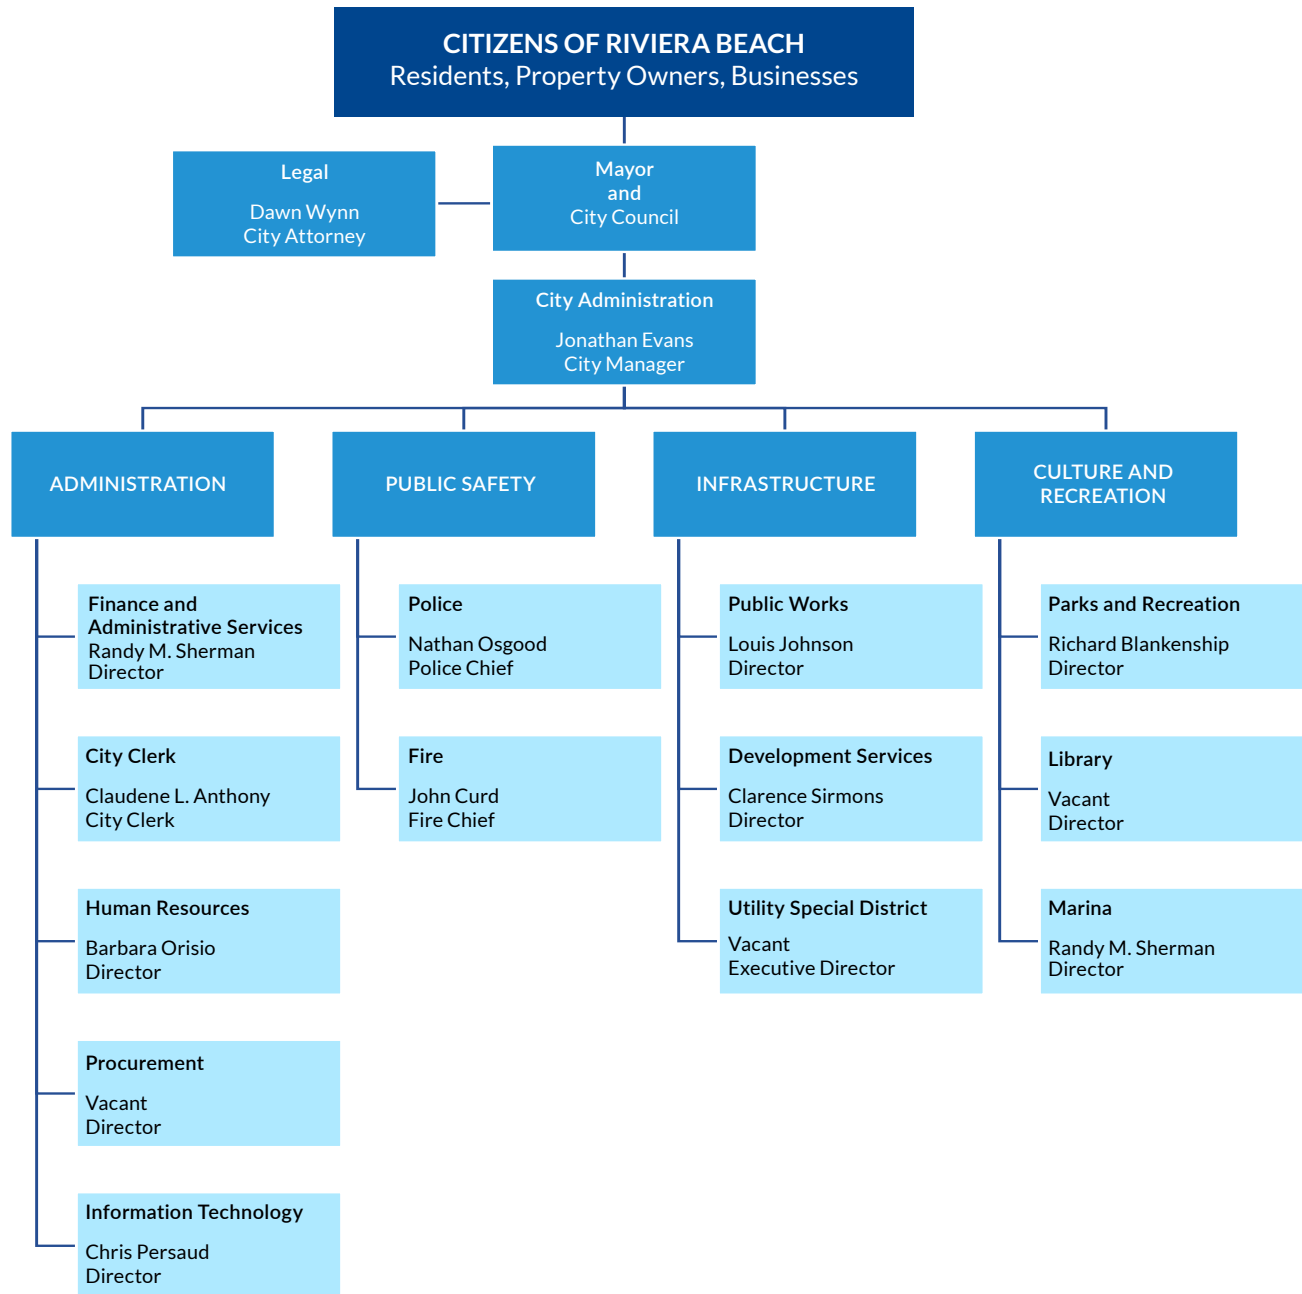 CITIZENS OF RIVIERA BEACH
Residents, Property Owners, Businesses
Legal
Dawn Wynn
City Attorney
Mayor
and
City Council
City Administration
Jonathan Evans
City Manager
ADMINISTRATION
Finance and
Administrative Services
Randy M. Sherman
Director
City Clerk
Claudene L. Anthony
City Clerk
Human Resources
Barbara Orisio
Director
Procurement
Vacant
Director
Information Technology
Chris Persaud
Director
PUBLIC SAFETY
Police
Nathan Osgood
Police Chief
Fire
John Curd
Fire Chief
INFRASTRUCTURE
Public Works
Louis Johnson
Director
Development Services
Clarence Sirmons
Director
Utility Special District
Vacant
Executive Director
CULTURE AND
RECREATION
Parks and Recreation
Richard Blankenship
Director
Library
Vacant
Director
Marina
Randy M. Sherman
Director